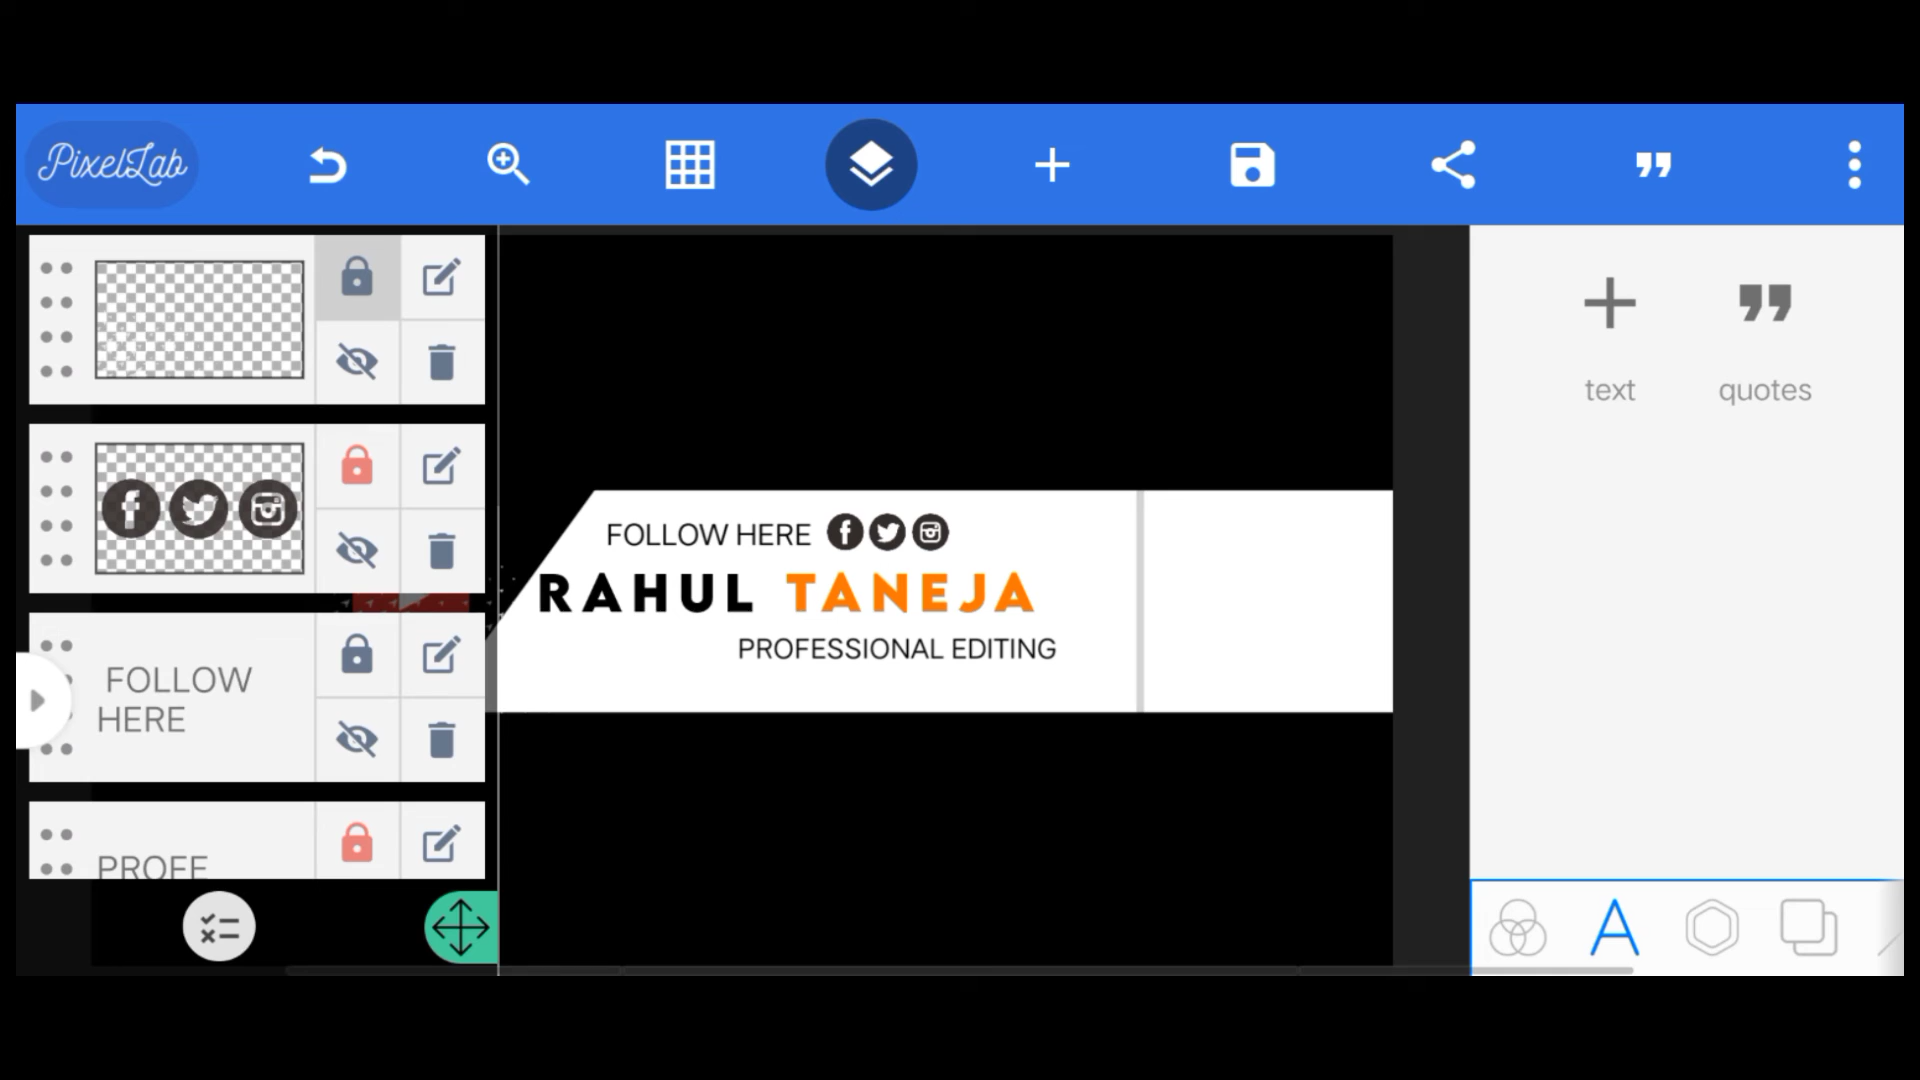 PixelLab
FOLLOW
HERE
PROFE
FOLLOW HERE
RAHUL TANEJA
PROFESSIONAL EDITING
text
quotes